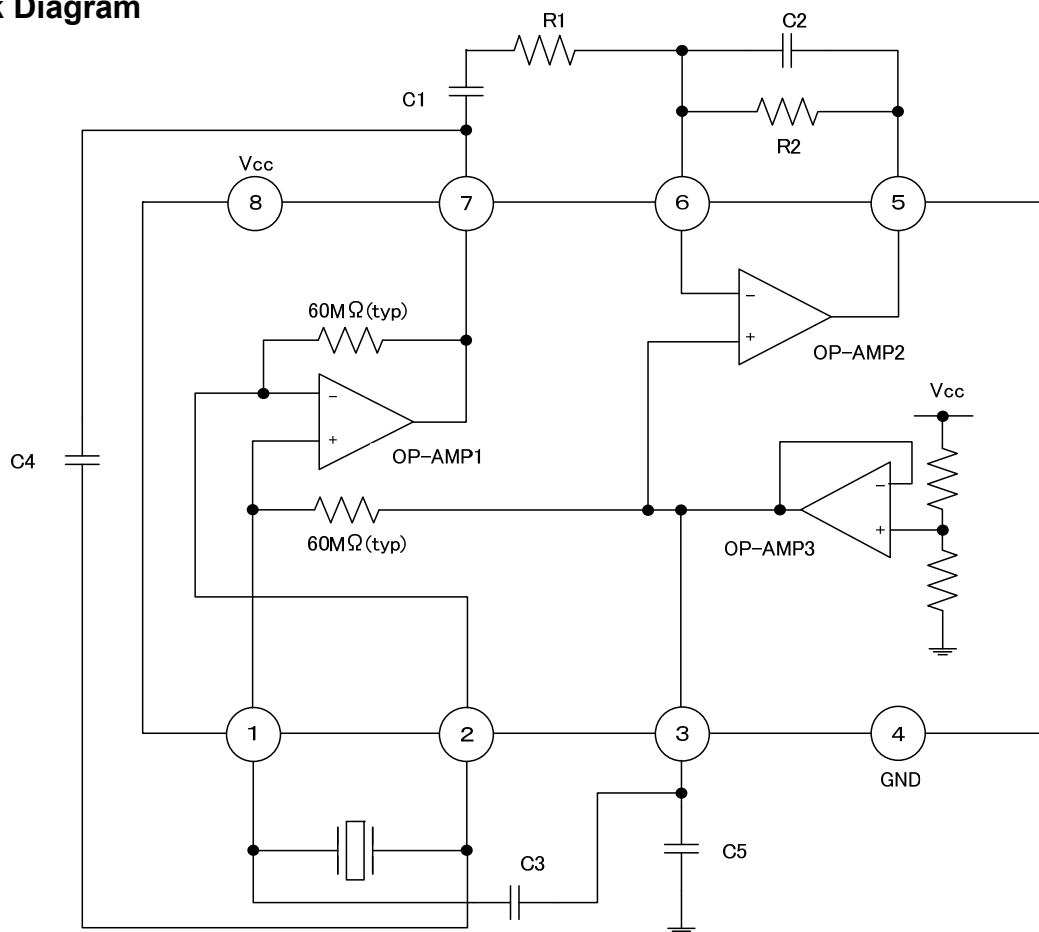 k Diagram
R1
C2
C1
R2
Vcc
8
7
6
5
60MΩ(typ)
−
+
OP-AMP2
−
+
OP-AMP1
Vcc
C4
−
+
OP-AMP3
60MΩ(typ)
1
2
3
4
GND
C3
C5